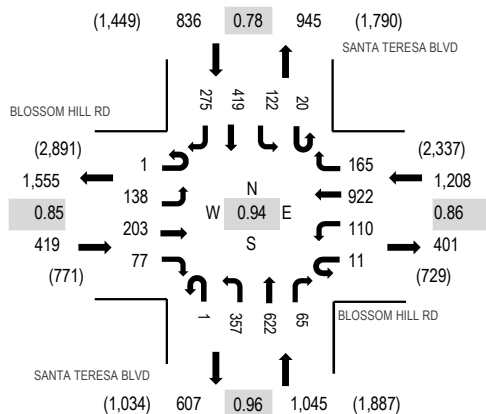 (1,449) 836 0.78 945 (1,790)
SANTA TERESA BLVD
BLOSSOM HILL RD
275 419 122 20
(2,891)
1,555
0.85
419
(771)
1
138
203
77
N
W 0.94 E
S
165
922
110
11
(2,337)
1,208
0.86
401
(729)
1 357 622 65
BLOSSOM HILL RD
SANTA TERESA BLVD
(1,034) 607 0.96 1,045 (1,887)